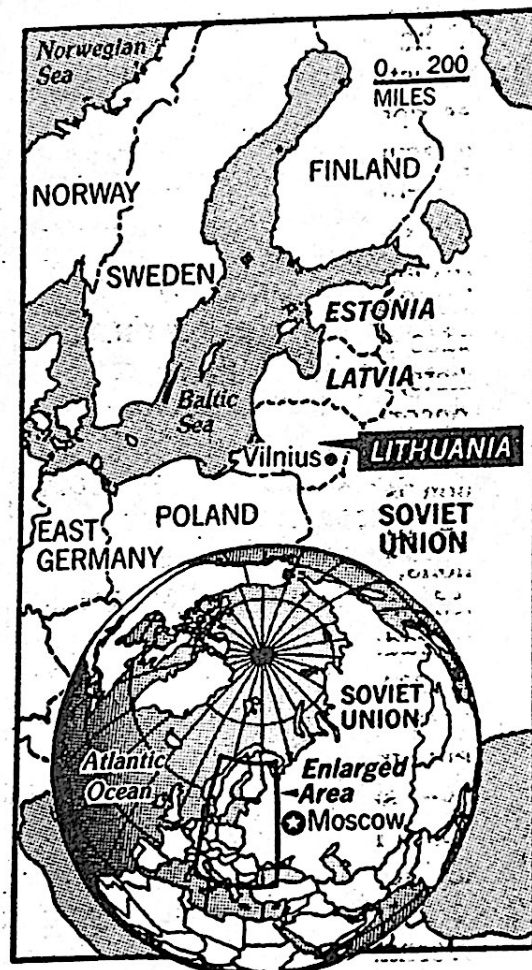 Norwegian
Sea
0 200
MILES
NORWAY
FINLAND
SWEDEN
ESTONIA
LATVIA
Baltic
Sea
LITHUANIA
Vilnius
EAST
GERMANY
POLAND
SOVIET
UNION
SOVIET
UNION
Atlantic
Ocean
Enlarged
Area
Moscow